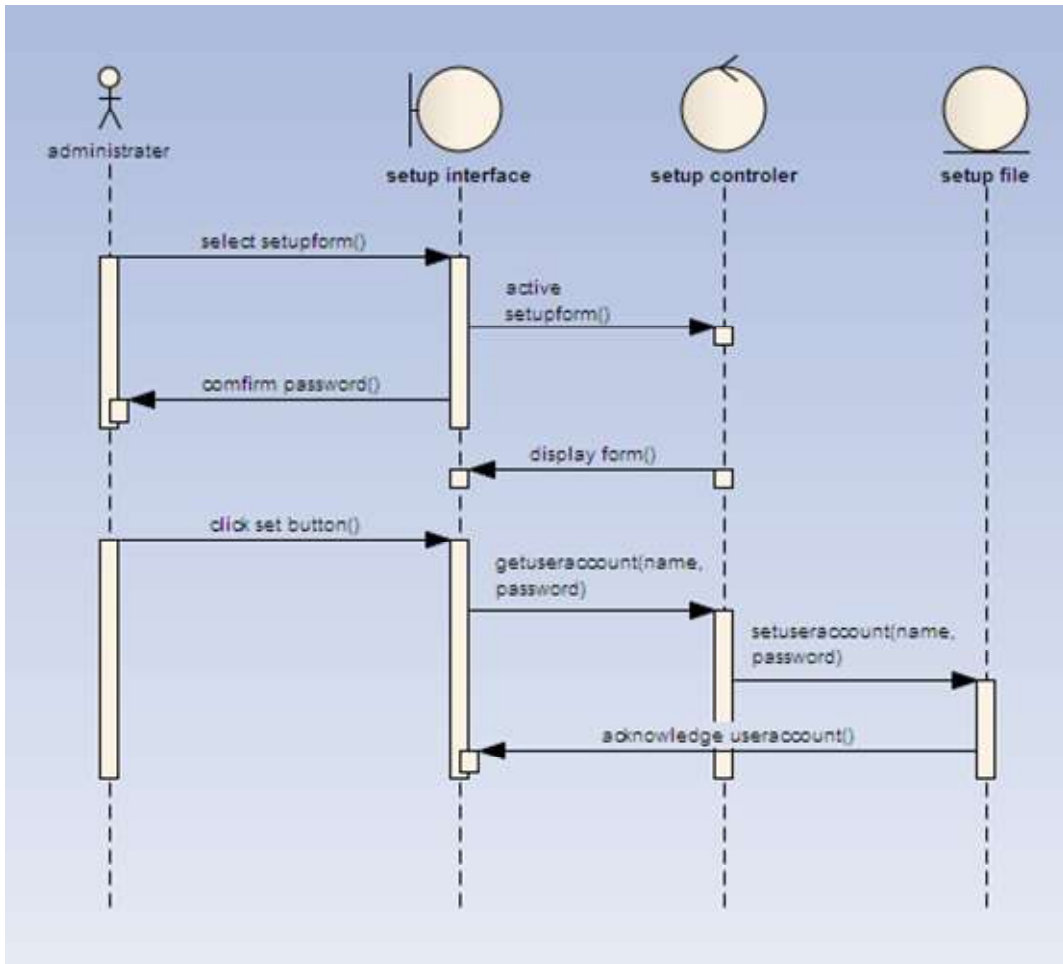 administrater
setup interface
setup controler
setup file
select setupform()
active
setupform()
comfirm password()
display form()
click set button()
getuseraccount(name,
password)
setuseraccount(name,
password)
acknowledge useraccount()